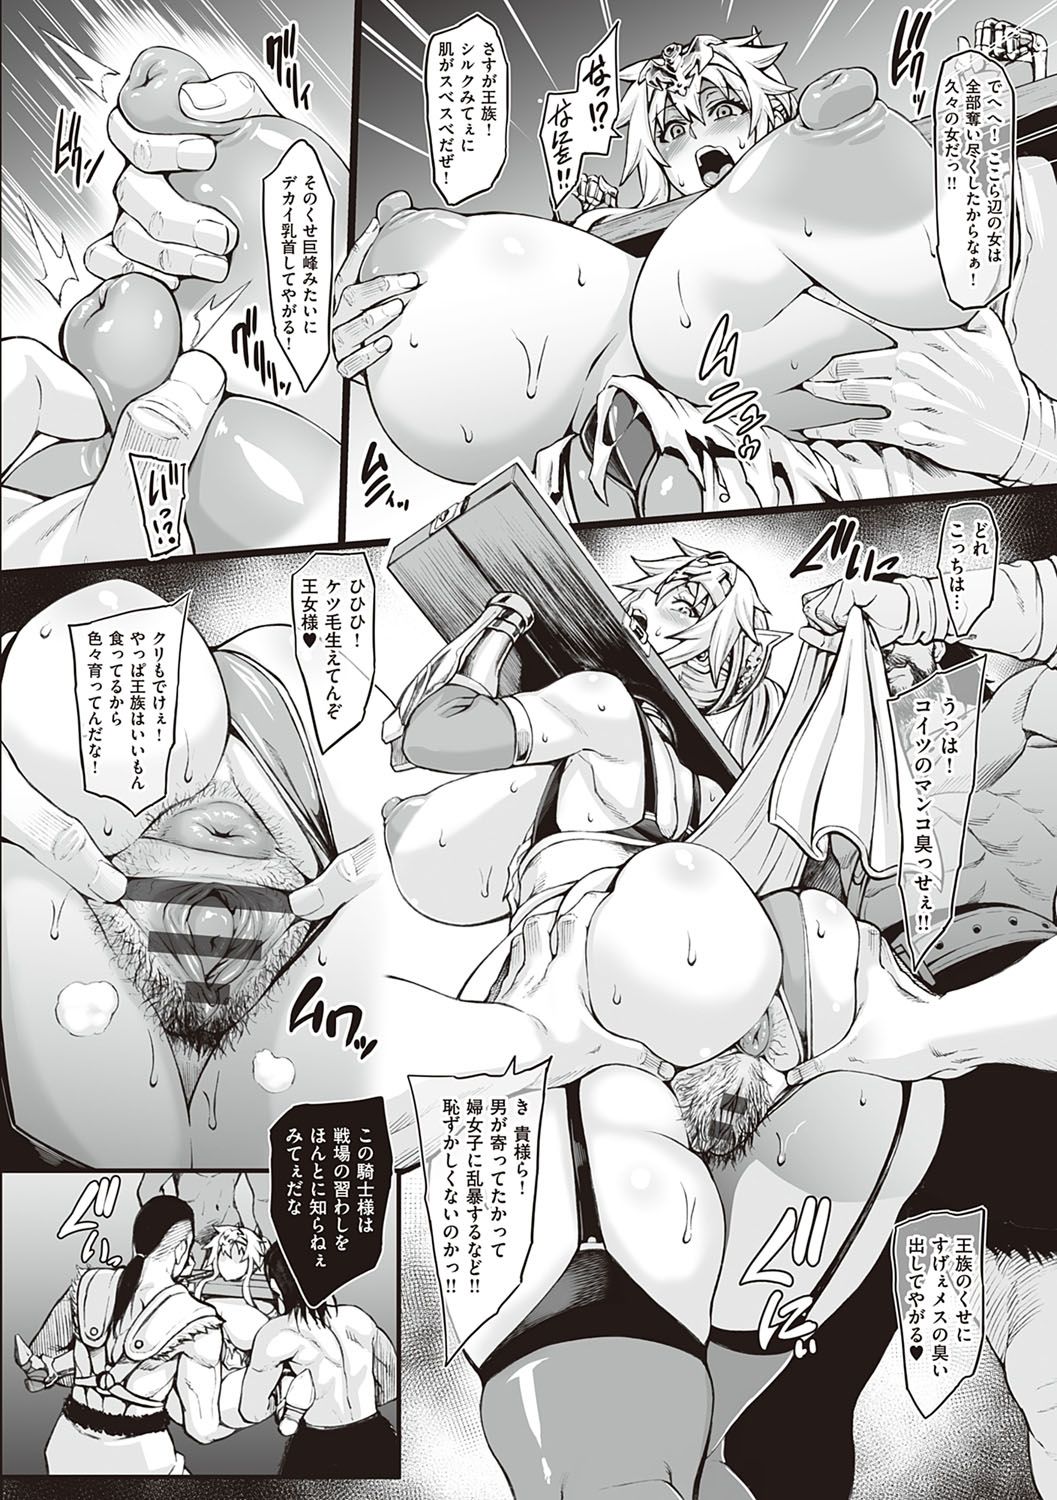 でへへ！ここら辺の女は
全部奪い尽くしたからなぁ！
久々の女だっ!!
なっ!?
なにを!!
さすが王族！
シルクみてぇに
肌がスベスベだぜ！
そのくせ巨峰みたいに
デカイ乳首してやがる！
いっ!?
どれ
こっちは…
うっは！
コイツのマンコ臭っせぇ!!
ひひひ！
ケツ毛生えてんぞ
王女様♥
クリもでけぇ！
やっぱ王族はいいもん
食ってるから
色々育ってんだな！
き 貴様ら！
男が寄ってたかって
婦女子に乱暴するなど!!
恥ずかしくないのかっ!!
王族のくせに
すげぇメスの臭い
出してやがる♥
この騎士様は
戦場の習わしを
ほんとに知らねぇ
みてぇだな